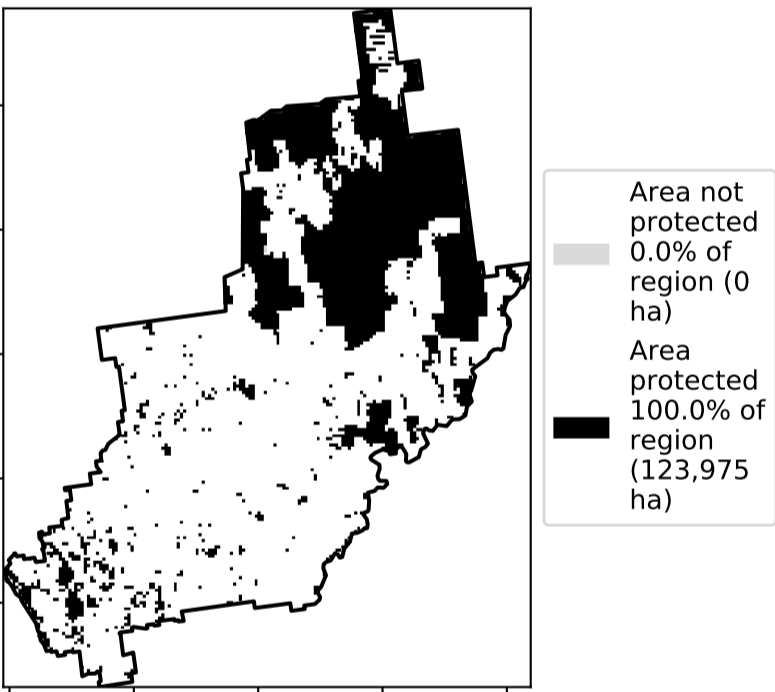 Area not
protected
0.0% of
region (0
ha)
Area
protected
100.0% of
region
(123,975
ha)